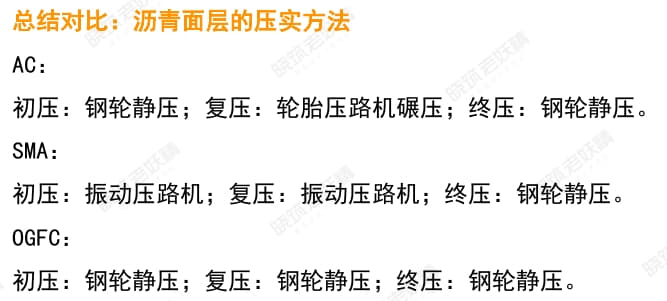 总结对比：沥青面层的压实方法
AC：
初压：钢轮静压；复压：轮胎压路机碾压；终压：钢轮静压。
SMA：
初压：振动压路机；复压：振动压路机；终压：钢轮静压。
OGFC：
初压：钢轮静压；复压：钢轮静压；终压：钢轮静压。